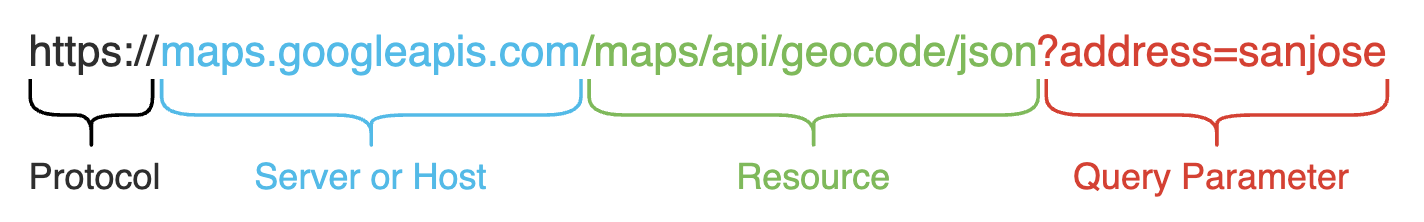 https://maps.googleapis.com/maps/api/geocode/json?address=sanjose
Protocol Server or Host Resource Query Parameter